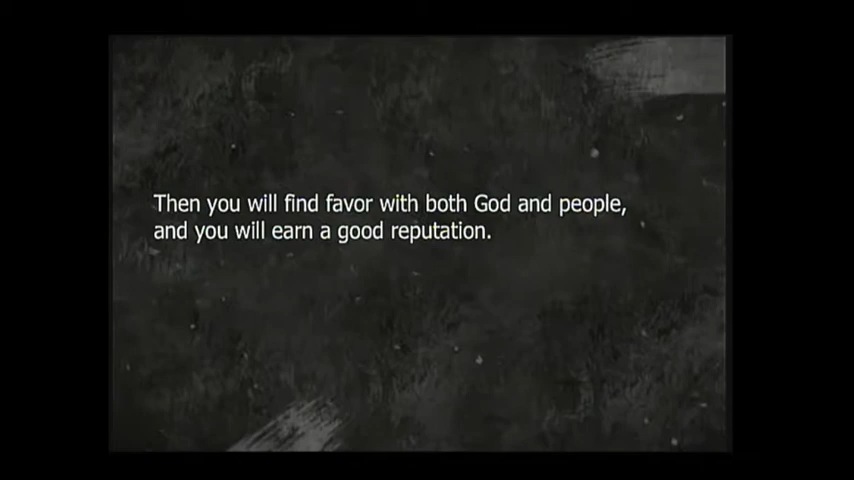 Then you will find favor with both God and people,
and you will earn a good reputation.